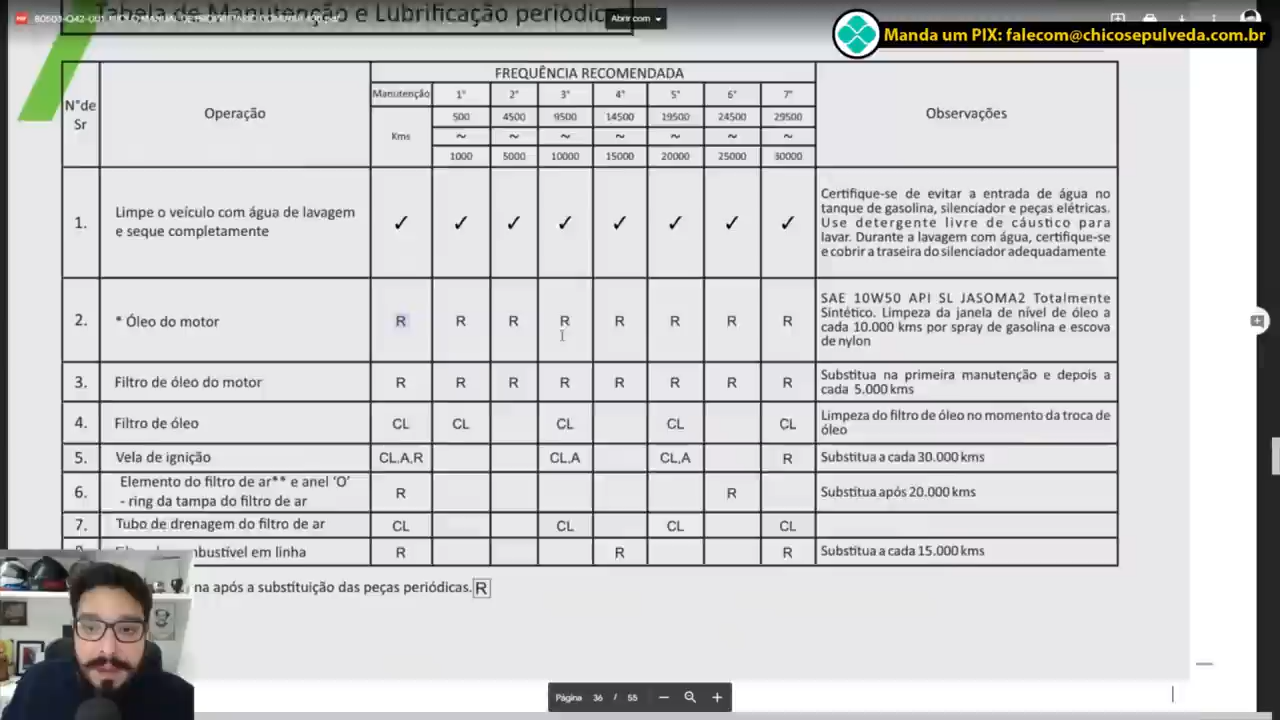 Tabela de Manutenção e Lubrificação periódica
Abrir com
Manda um PIX: falecom@chicosepulveda.com.br
N°de Sr
Operação
FREQUÊNCIA RECOMENDADA
Observações
Manutenção 1° 2° 3° 4° 5° 6° 7°
Kms
500 4500 9500 14500 19500 24500 29500
~ ~ ~ ~ ~ ~ ~
1000 5000 10000 15000 20000 25000 30000
1. Limpe o veículo com água de lavagem
e seque completamente
✓ ✓ ✓ ✓ ✓ ✓ ✓ ✓
Certifique-se de evitar a entrada de água no
tanque de gasolina, silenciador e peças elétricas.
Use detergente livre de cáustico para
lavar. Durante a lavagem com água, certifique-se
e cobrir a traseira do silenciador adequadamente
2. * Óleo do motor R R R R R R R R
SAE 10W50 API SL JASOMA2 Totalmente
Sintético. Limpeza da janela de nível de óleo a
cada 10.000 kms por spray de gasolina e escova
de nylon
3. Filtro de óleo do motor R R R R R R R R
Substitua na primeira manutenção e depois a
cada 5.000 kms
4. Filtro de óleo CL CL CL CL CL
Limpeza do filtro de óleo no momento da troca de
óleo
5. Vela de ignição CL,A,R CL,A CL,A R Substitua a cada 30.000 kms
6. Elemento do filtro de ar** e anel ‘O’
- ring da tampa do filtro de ar
R R Substitua após 20.000 kms
7. Tubo de drenagem do filtro de ar CL CL CL CL
em linha R R R Substitua a cada 15.000 kms
após a substituição das peças periódicas. R
Página 36 / 55